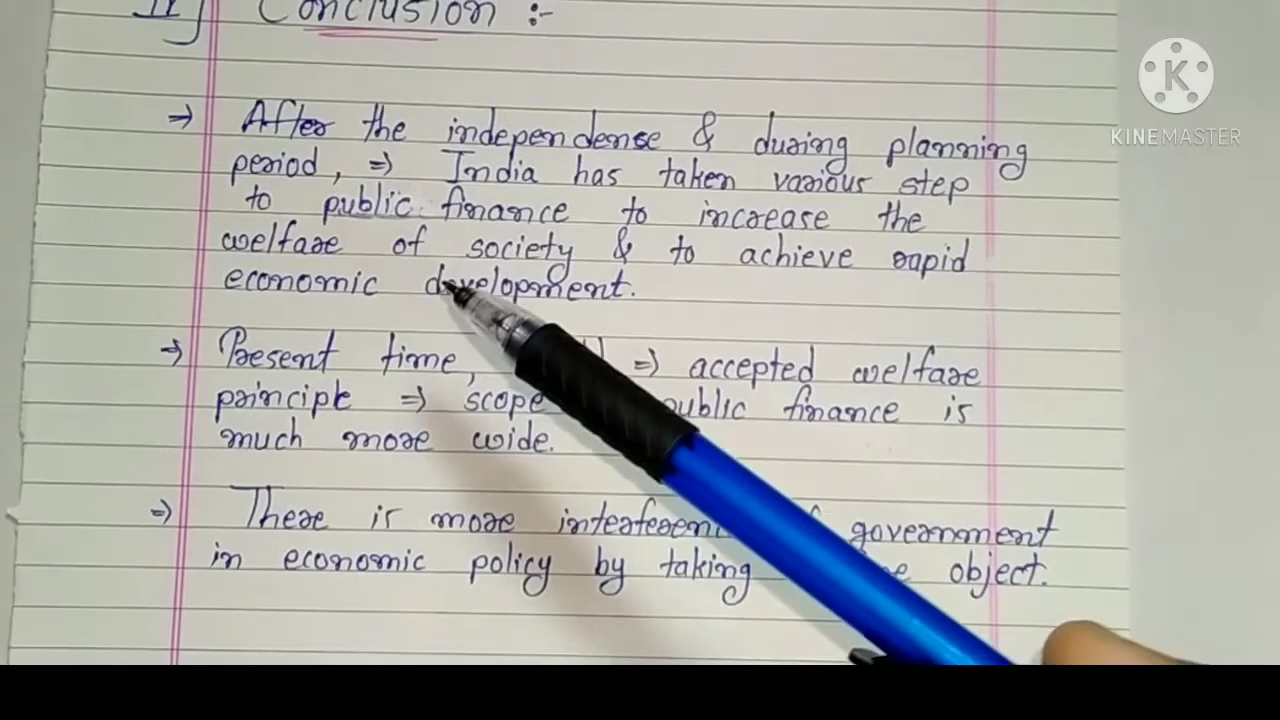 Conclusion :-
⇒ After the independense & during planning
period, ⇒ India has taken various step
to public finance to increase the
welfare of society & to achieve rapid
economic development.
⇒ Present time, ⇒ accepted welfare
principle ⇒ scope public finance is
much more wide.
⇒ There is more government
in economic policy by taking object.
K
KINEMASTER